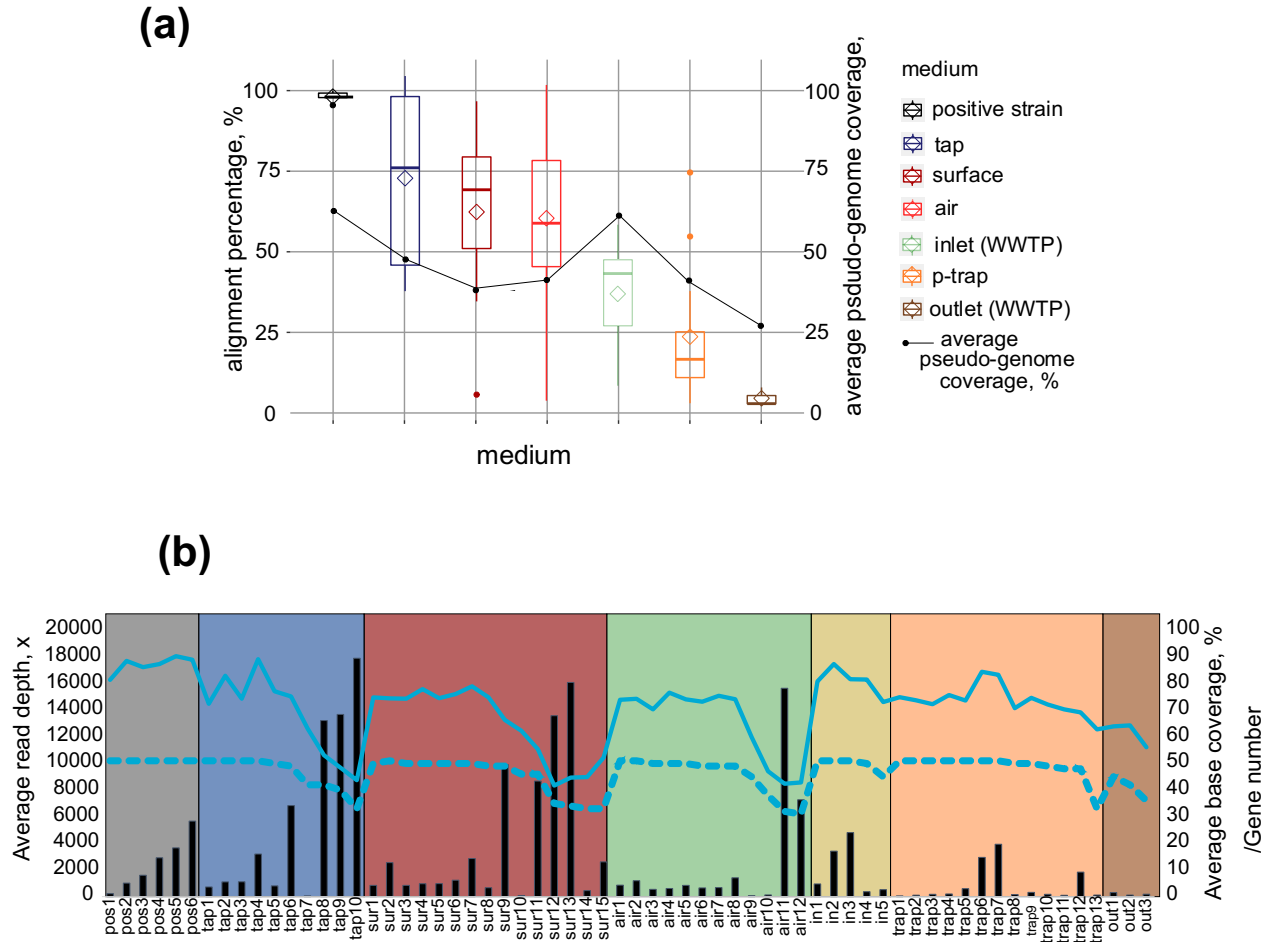 (a)
alignment percentage, %
100
75
50
25
0
100
75
50
25
0
average psdudo-genome coverage,
medium
medium
positive strain
tap
surface
air
inlet (WWTP)
p-trap
outlet (WWTP)
average
pseudo-genome
coverage, %
(b)
Average read depth, x
20000
18000
16000
14000
12000
10000
8000
6000
4000
2000
0
100
90
80
70
60
50
40
30
20
10
0
Average base coverage, %
/Gene number
pos1 pos2 pos3 pos4 pos5 pos6 tap1 tap2 tap3 tap4 tap5 tap6 tap7 tap8 tap9 tap10 sur1 sur2 sur3 sur4 sur5 sur6 sur7 sur8 sur9 sur10 sur11 sur12 sur13 sur14 sur15 air1 air2 air3 air4 air5 air6 air7 air8 air9 air10 air11 air12 in1 in2 in3 in4 in5 trap1 trap2 trap3 trap4 trap5 trap6 trap7 trap8 trap9 trap10 trap11 trap12 trap13 out1 out2 out3